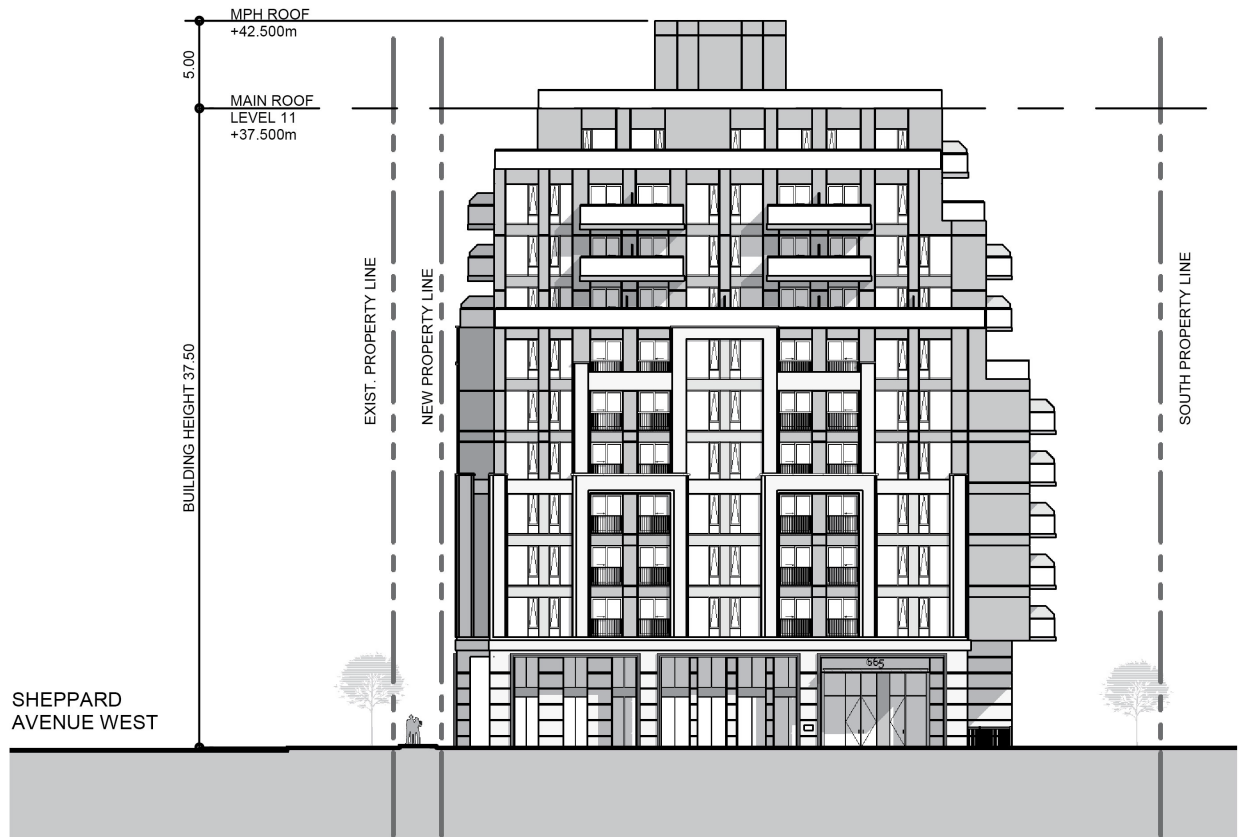 MPH ROOF
+42.500m
5.00
MAIN ROOF
LEVEL 11
+37.500m
EXIST. PROPERTY LINE
NEW PROPERTY LINE
SOUTH PROPERTY LINE
BUILDING HEIGHT 37.50
665
SHEPPARD
AVENUE WEST